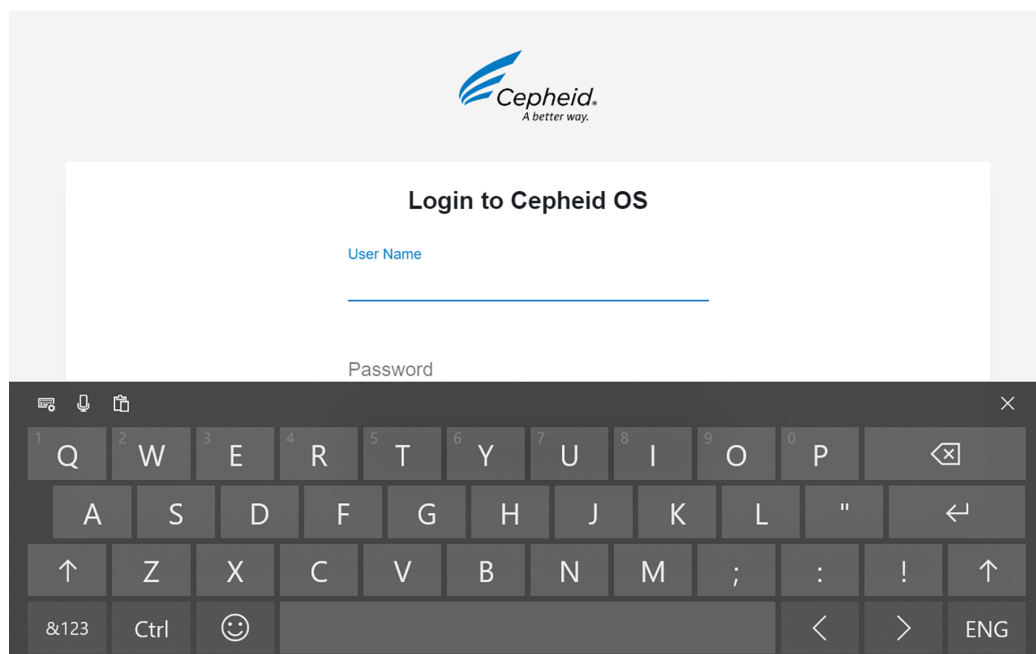 Cepheid®
A better way.
Login to Cepheid OS
User Name
Password
1 Q 2 W 3 E 4 R 5 T 6 Y 7 U 8 I 9 O 0 P
A S D F G H J K L "
Z X C V B N M ; : !
&123 Ctrl ENG